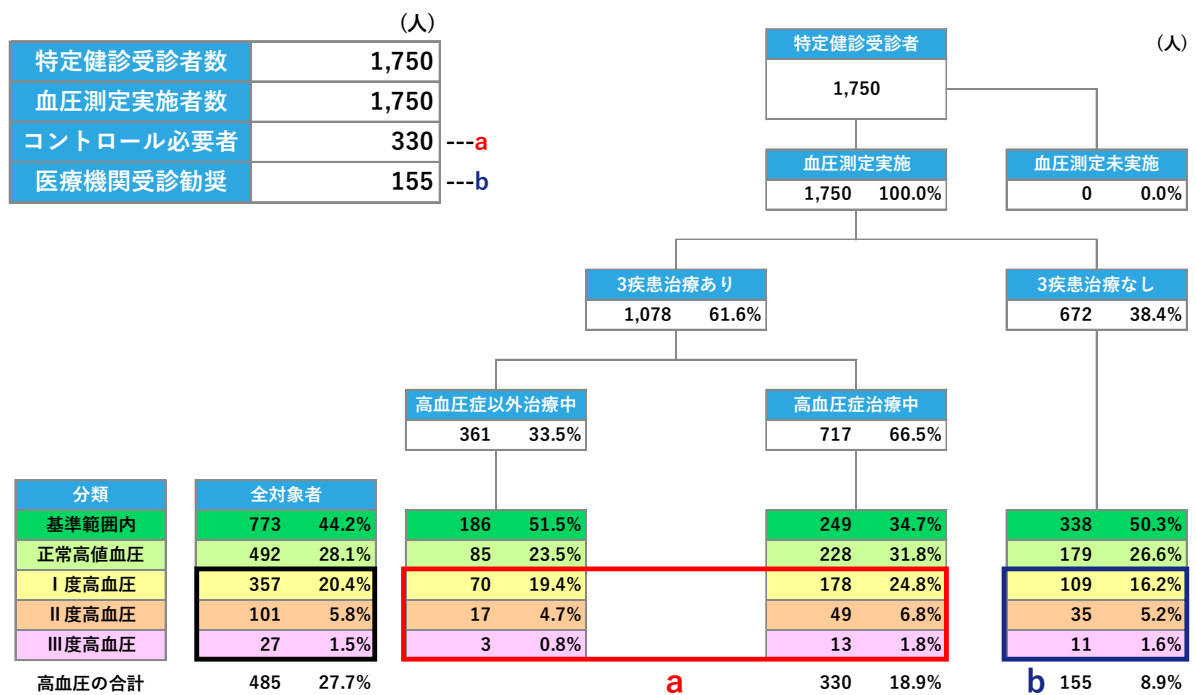 (人)
特定健診受診者数 1,750
血圧測定実施者数 1,750
コントロール必要者 330 ---a
医療機関受診勧奨 155 ---b
(人)
特定健診受診者
1,750
血圧測定実施 血圧測定未実施
1,750 100.0% 0 0.0%
3疾患治療あり 3疾患治療なし
1,078 61.6% 672 38.4%
高血圧症以外治療中 高血圧症治療中
361 33.5% 717 66.5%
分類 全対象者
基準範囲内 773 44.2% 186 51.5% 249 34.7% 338 50.3%
正常高値血圧 492 28.1% 85 23.5% 228 31.8% 179 26.6%
Ⅰ度高血圧 357 20.4% 70 19.4% 178 24.8% 109 16.2%
Ⅱ度高血圧 101 5.8% 17 4.7% 49 6.8% 35 5.2%
Ⅲ度高血圧 27 1.5% 3 0.8% 13 1.8% 11 1.6%
高血圧の合計 485 27.7% a 330 18.9% b 155 8.9%